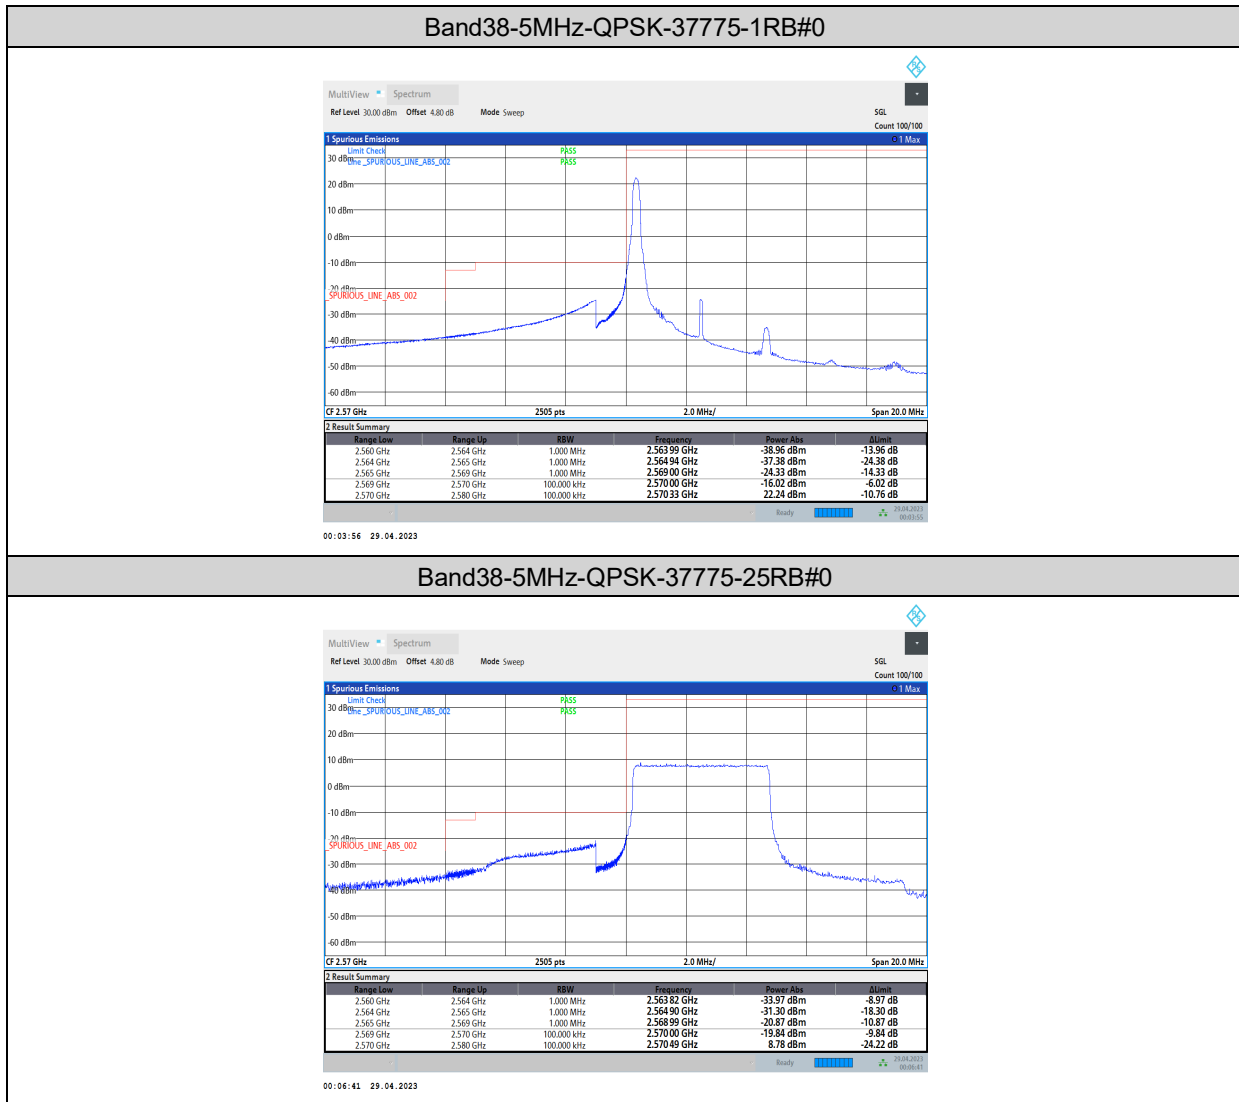 Band38-5MHz-QPSK-37775-1RB#0
MultiView Spectrum
Ref Level 30.00 dBm Offset 4.80 dB Mode Sweep SGL
Count 100/100
1 Spurious Emissions 1 Max
Limit Check PASS
30 dBm Line _SPURIOUS_LINE_ABS_002 PASS
20 dBm
10 dBm
0 dBm
-10 dBm
-20 dBm
_SPURIOUS_LINE_ABS_002
-30 dBm
-40 dBm
-50 dBm
-60 dBm
CF 2.57 GHz 2505 pts 2.0 MHz/ Span 20.0 MHz
2 Result Summary
Range Low Range Up RBW Frequency Power Abs ΔLimit
2.560 GHz 2.564 GHz 1.000 MHz 2.56399 GHz -38.96 dBm -13.96 dB
2.564 GHz 2.565 GHz 1.000 MHz 2.56494 GHz -37.38 dBm -24.38 dB
2.565 GHz 2.569 GHz 1.000 MHz 2.56900 GHz -24.33 dBm -14.33 dB
2.569 GHz 2.570 GHz 100.000 kHz 2.57000 GHz -16.02 dBm -6.02 dB
2.570 GHz 2.580 GHz 100.000 kHz 2.57033 GHz 22.24 dBm -10.76 dB
Ready 29.04.2023
00:03:55
00:03:56 29.04.2023
Band38-5MHz-QPSK-37775-25RB#0
MultiView Spectrum
Ref Level 30.00 dBm Offset 4.80 dB Mode Sweep SGL
Count 100/100
1 Spurious Emissions 1 Max
Limit Check PASS
30 dBm Line _SPURIOUS_LINE_ABS_002 PASS
20 dBm
10 dBm
0 dBm
-10 dBm
-20 dBm
_SPURIOUS_LINE_ABS_002
-30 dBm
-40 dBm
-50 dBm
-60 dBm
CF 2.57 GHz 2505 pts 2.0 MHz/ Span 20.0 MHz
2 Result Summary
Range Low Range Up RBW Frequency Power Abs ΔLimit
2.560 GHz 2.564 GHz 1.000 MHz 2.56382 GHz -33.97 dBm -8.97 dB
2.564 GHz 2.565 GHz 1.000 MHz 2.56490 GHz -31.30 dBm -18.30 dB
2.565 GHz 2.569 GHz 1.000 MHz 2.56899 GHz -20.87 dBm -10.87 dB
2.569 GHz 2.570 GHz 100.000 kHz 2.57000 GHz -19.84 dBm -9.84 dB
2.570 GHz 2.580 GHz 100.000 kHz 2.57049 GHz 8.78 dBm -24.22 dB
Ready 29.04.2023
00:06:41
00:06:41 29.04.2023